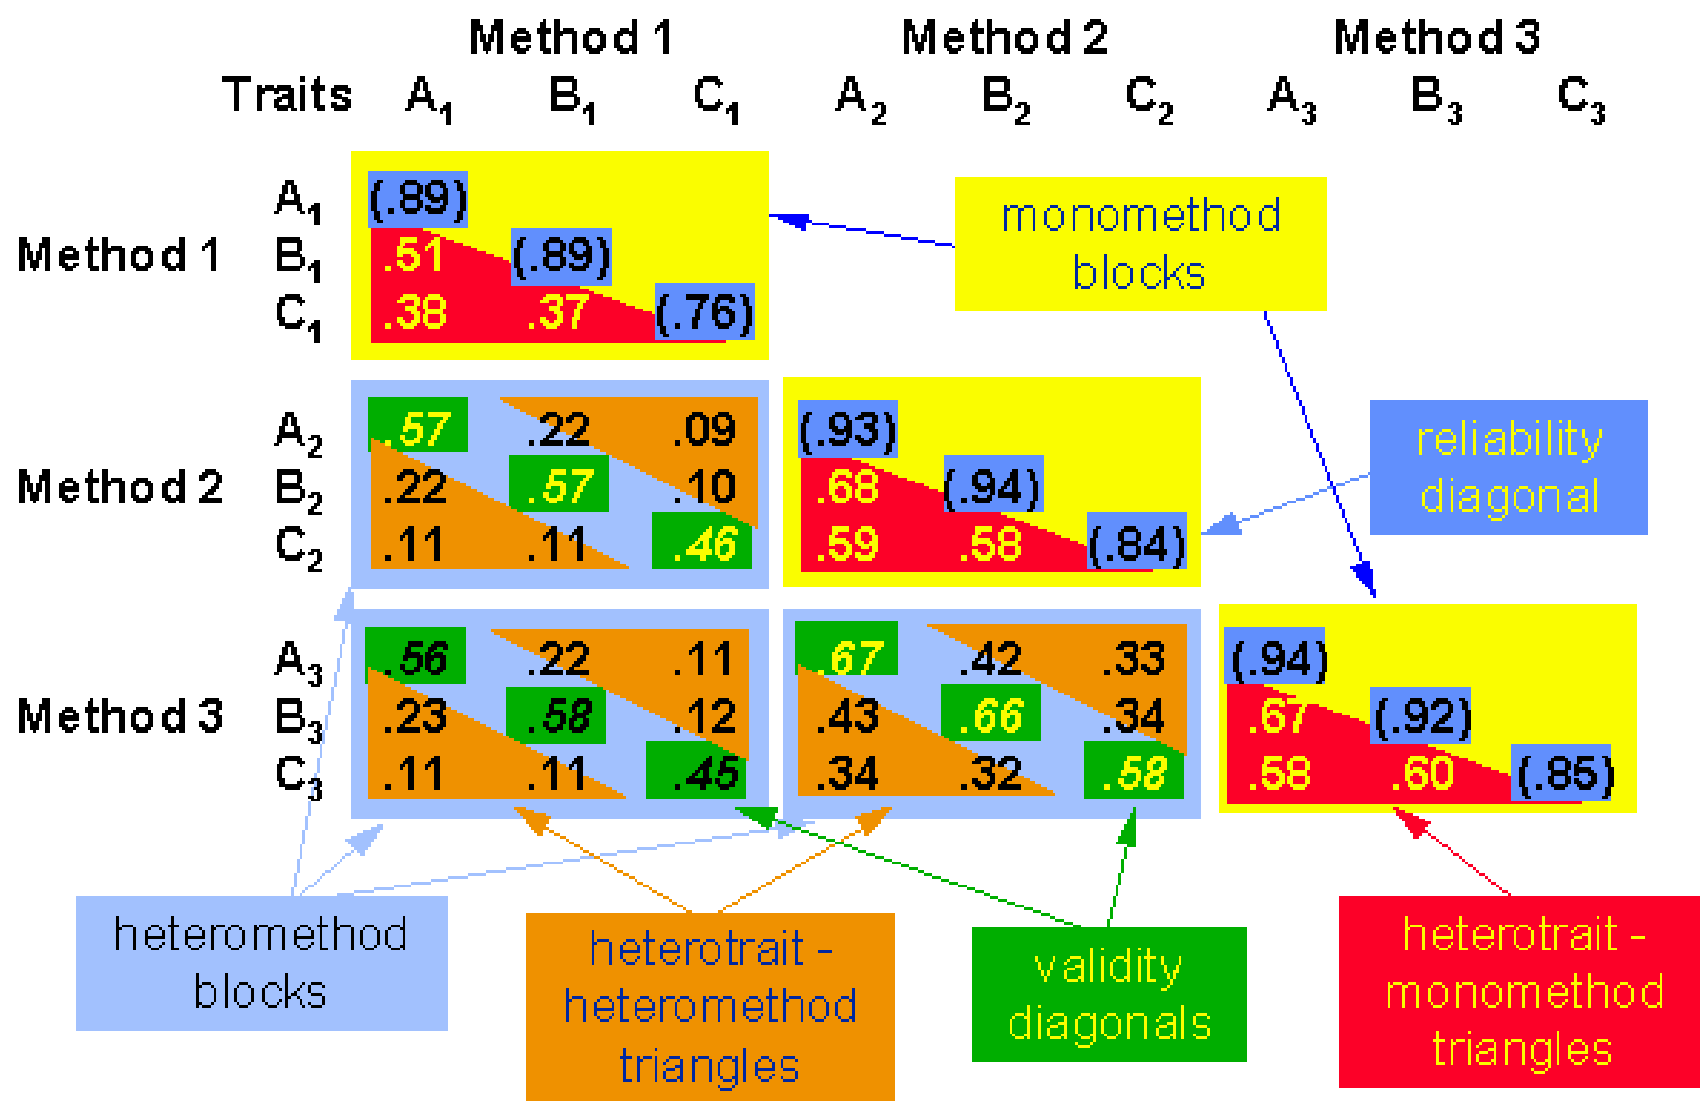 Method 1 Method 2 Method 3
Traits A1 B1 C1 A2 B2 C2 A3 B3 C3
A1 (.89)
Method 1 B1 .51 (.89)
C1 .38 .37 (.76)
monomethod
blocks
A2 .57 .22 .09 (.93)
Method 2 B2 .22 .57 .10 .68 (.94)
C2 .11 .11 .46 .59 .58 (.84)
reliability
diagonal
A3 .56 .22 .11 .67 .42 .33 (.94)
Method 3 B3 .23 .58 .12 .43 .66 .34 .67 (.92)
C3 .11 .11 .45 .34 .32 .58 .58 .60 (.85)
heteromethod
blocks
heterotrait -
heteromethod
triangles
validity
diagonals
heterotrait -
monomethod
triangles